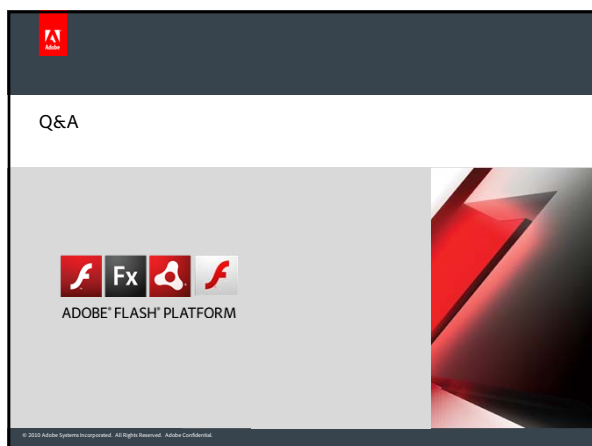 Adobe
Q&A
Fx
ADOBE® FLASH® PLATFORM
© 2010 Adobe Systems Incorporated. All Rights Reserved. Adobe Confidential.